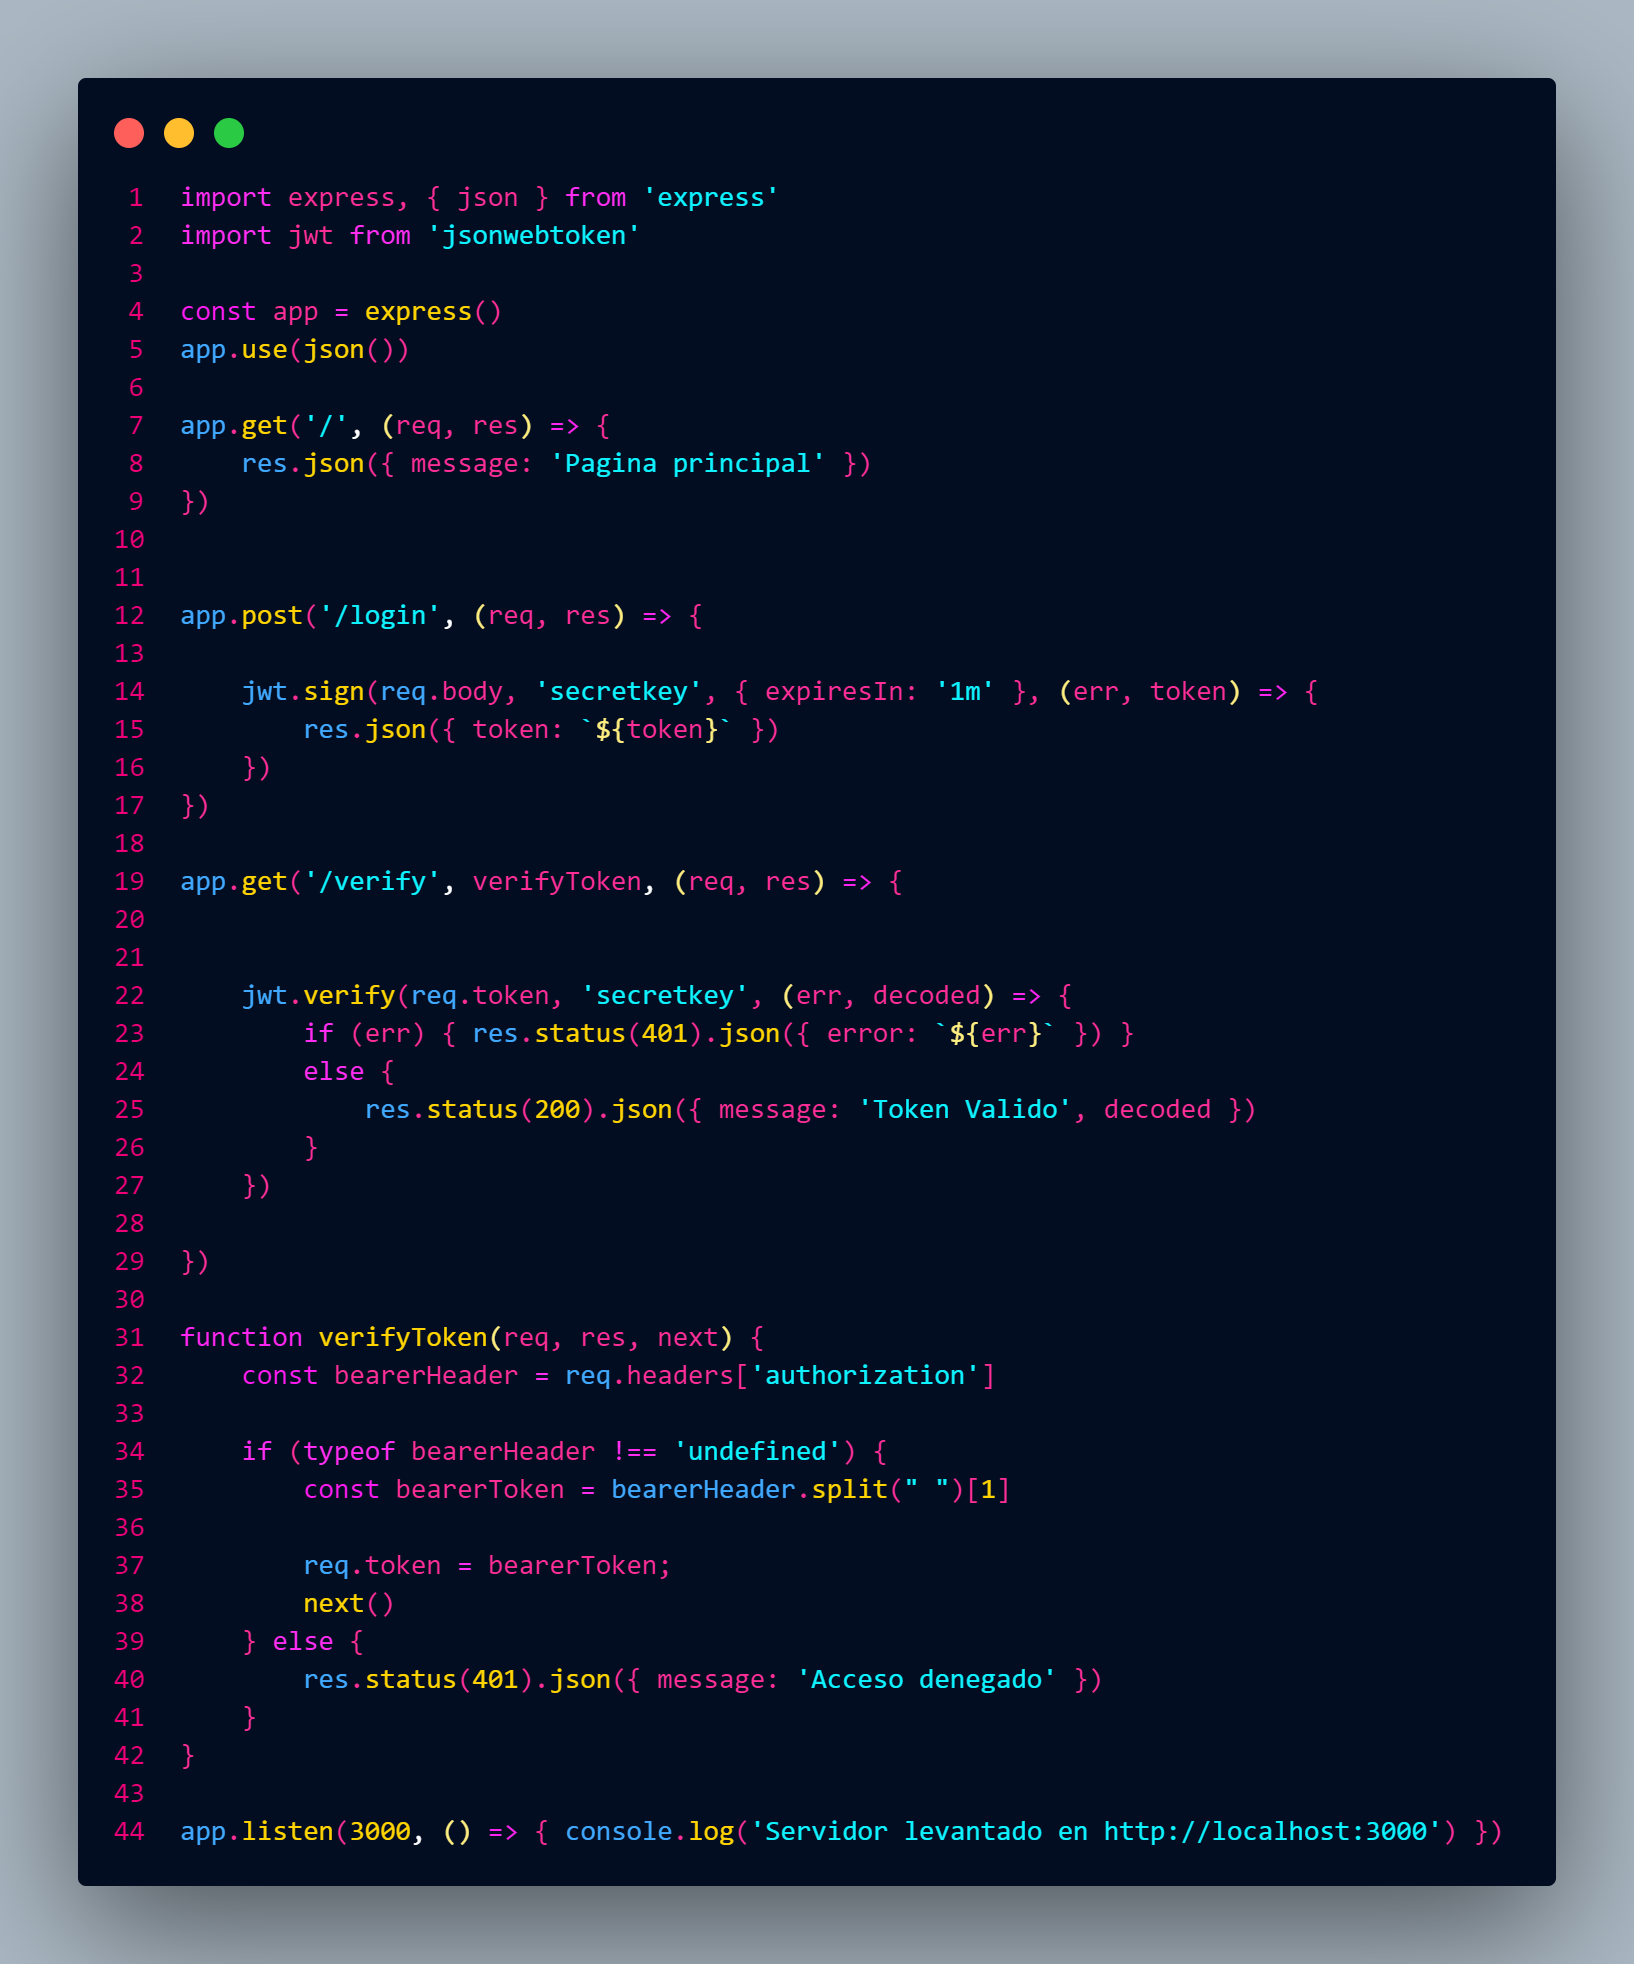 1 import express, { json } from 'express'
2 import jwt from 'jsonwebtoken'
3
4 const app = express()
5 app.use(json())
6
7 app.get('/', (req, res) => {
8     res.json({ message: 'Pagina principal' })
9 })
10
11
12 app.post('/login', (req, res) => {
13
14     jwt.sign(req.body, 'secretkey', { expiresIn: '1m' }, (err, token) => {
15         res.json({ token: `${token}` })
16     })
17 })
18
19 app.get('/verify', verifyToken, (req, res) => {
20
21
22     jwt.verify(req.token, 'secretkey', (err, decoded) => {
23         if (err) { res.status(401).json({ error: `${err}` }) }
24         else {
25             res.status(200).json({ message: 'Token Valido', decoded })
26         }
27     })
28
29 })
30
31 function verifyToken(req, res, next) {
32     const bearerHeader = req.headers['authorization']
33
34     if (typeof bearerHeader !== 'undefined') {
35         const bearerToken = bearerHeader.split(" ")[1]
36
37         req.token = bearerToken;
38         next()
39     } else {
40         res.status(401).json({ message: 'Acceso denegado' })
41     }
42 }
43
44 app.listen(3000, () => { console.log('Servidor levantado en http://localhost:3000') })